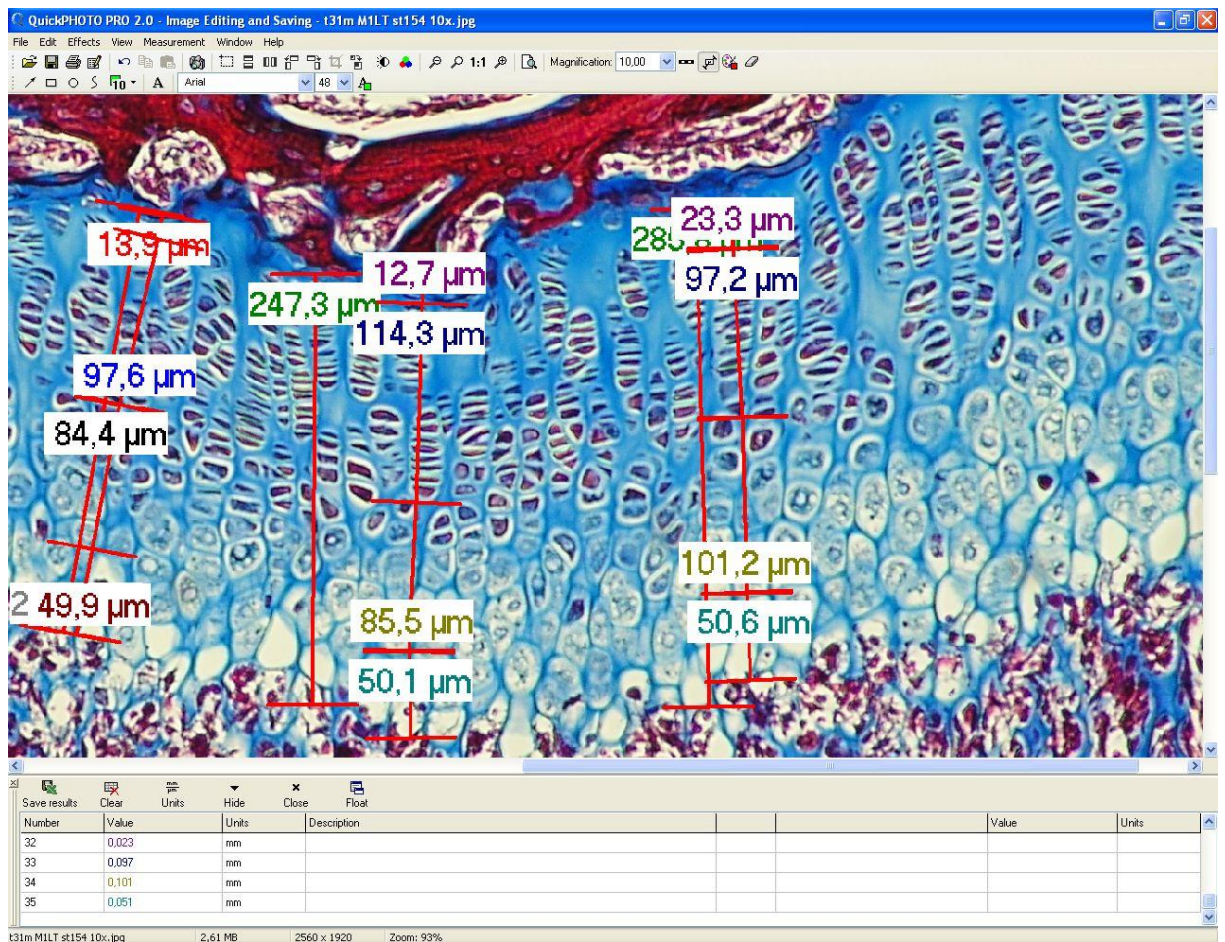 QuickPHOTO PRO 2.0 - Image Editing and Saving - t31m M1LT st154 10x.jpg
File Edit Effects View Measurement Window Help
1:1 Magnification: 10,00
10 A Arial 48 A
23,3 µm
13,9 µm
12,7 µm
97,2 µm
247,3 µm
114,3 µm
97,6 µm
84,4 µm
101,2 µm
2 49,9 µm
85,5 µm
50,6 µm
50,1 µm
Save results Clear Units Hide Close Float
Number Value Units Description Value Units
32 0,023 mm
33 0,097 mm
34 0,101 mm
35 0,051 mm
t31m M1LT st154 10x.jpg 2,61 MB 2560 x 1920 Zoom: 93%